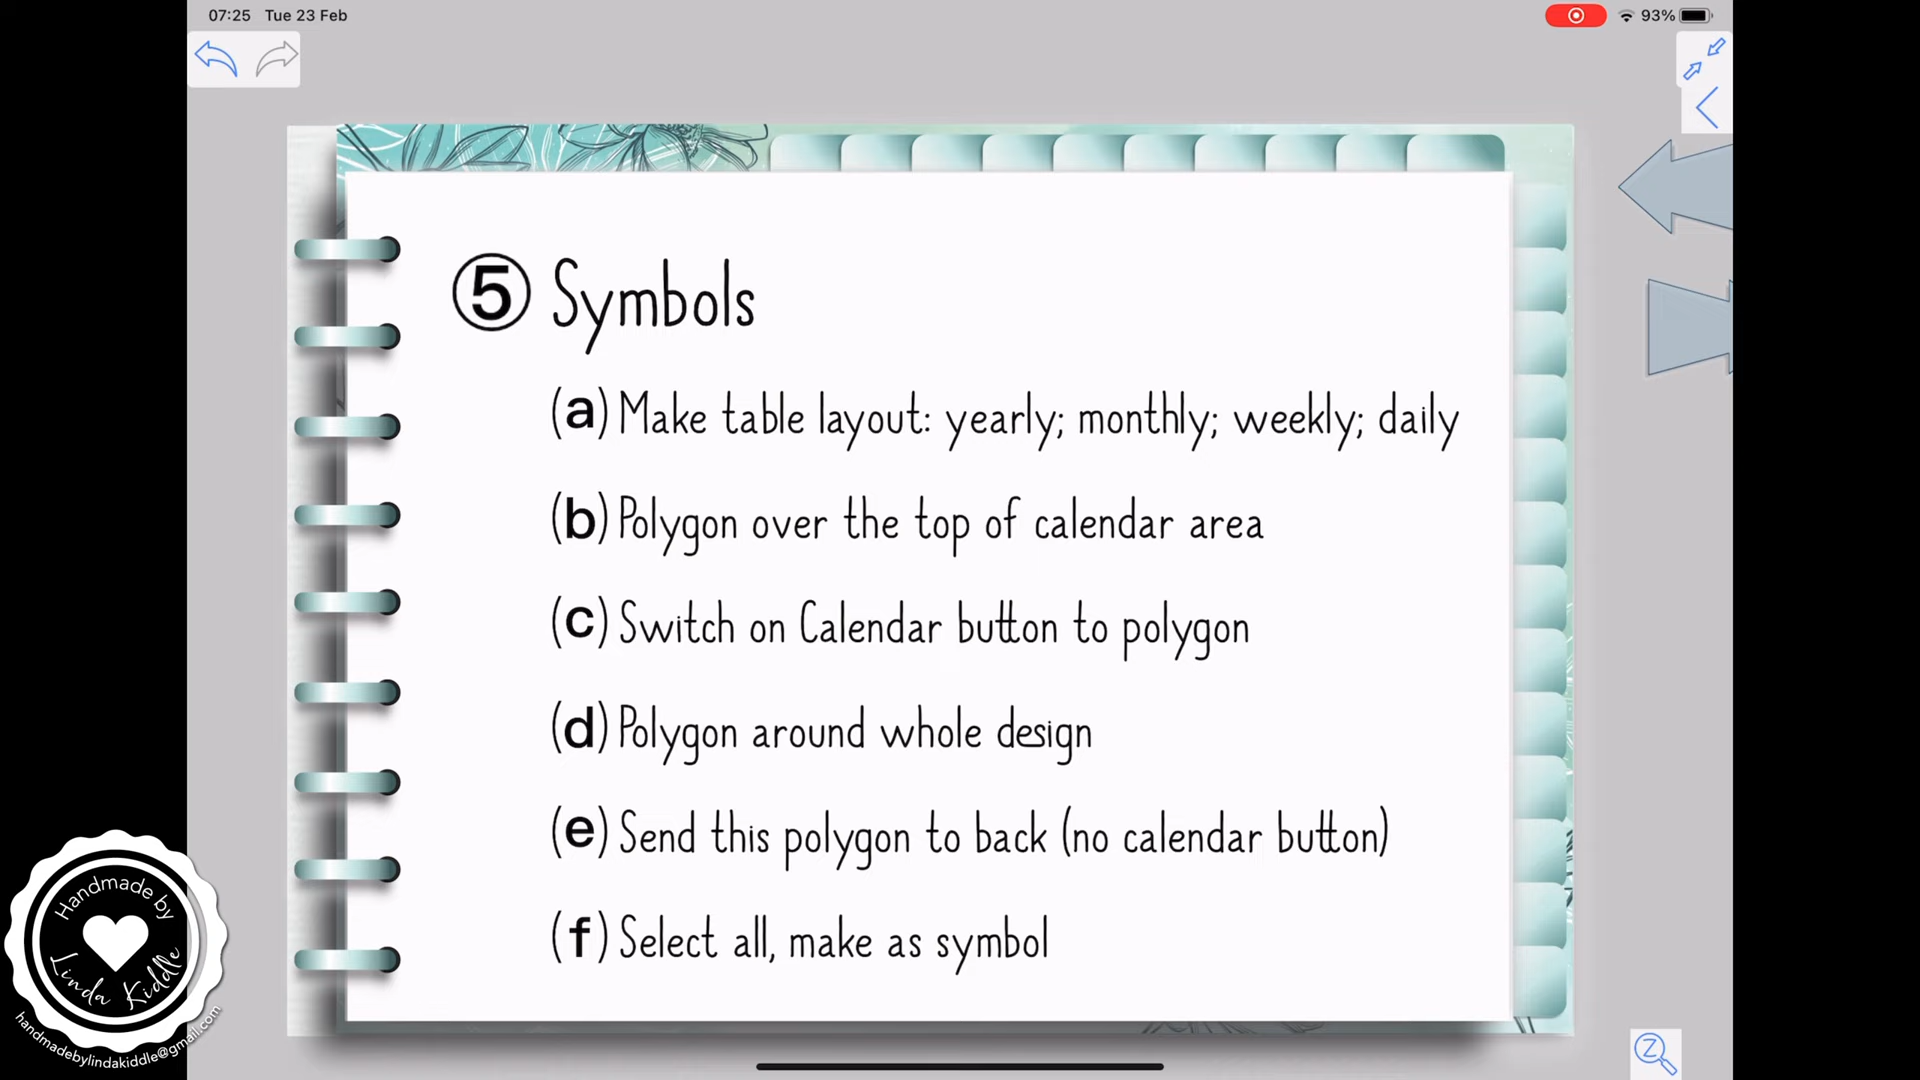 07:25 Tue 23 Feb
93%
⑤ Symbols
(a) Make table layout: yearly; monthly; weekly; daily
(b) Polygon over the top of calendar area
(c) Switch on Calendar button to polygon
(d) Polygon around whole design
(e) Send this polygon to back (no calendar button)
(f) Select all, make as symbol
Handmade by
Linda Kiddle
handmadebylindakiddle@gmail.com
Z